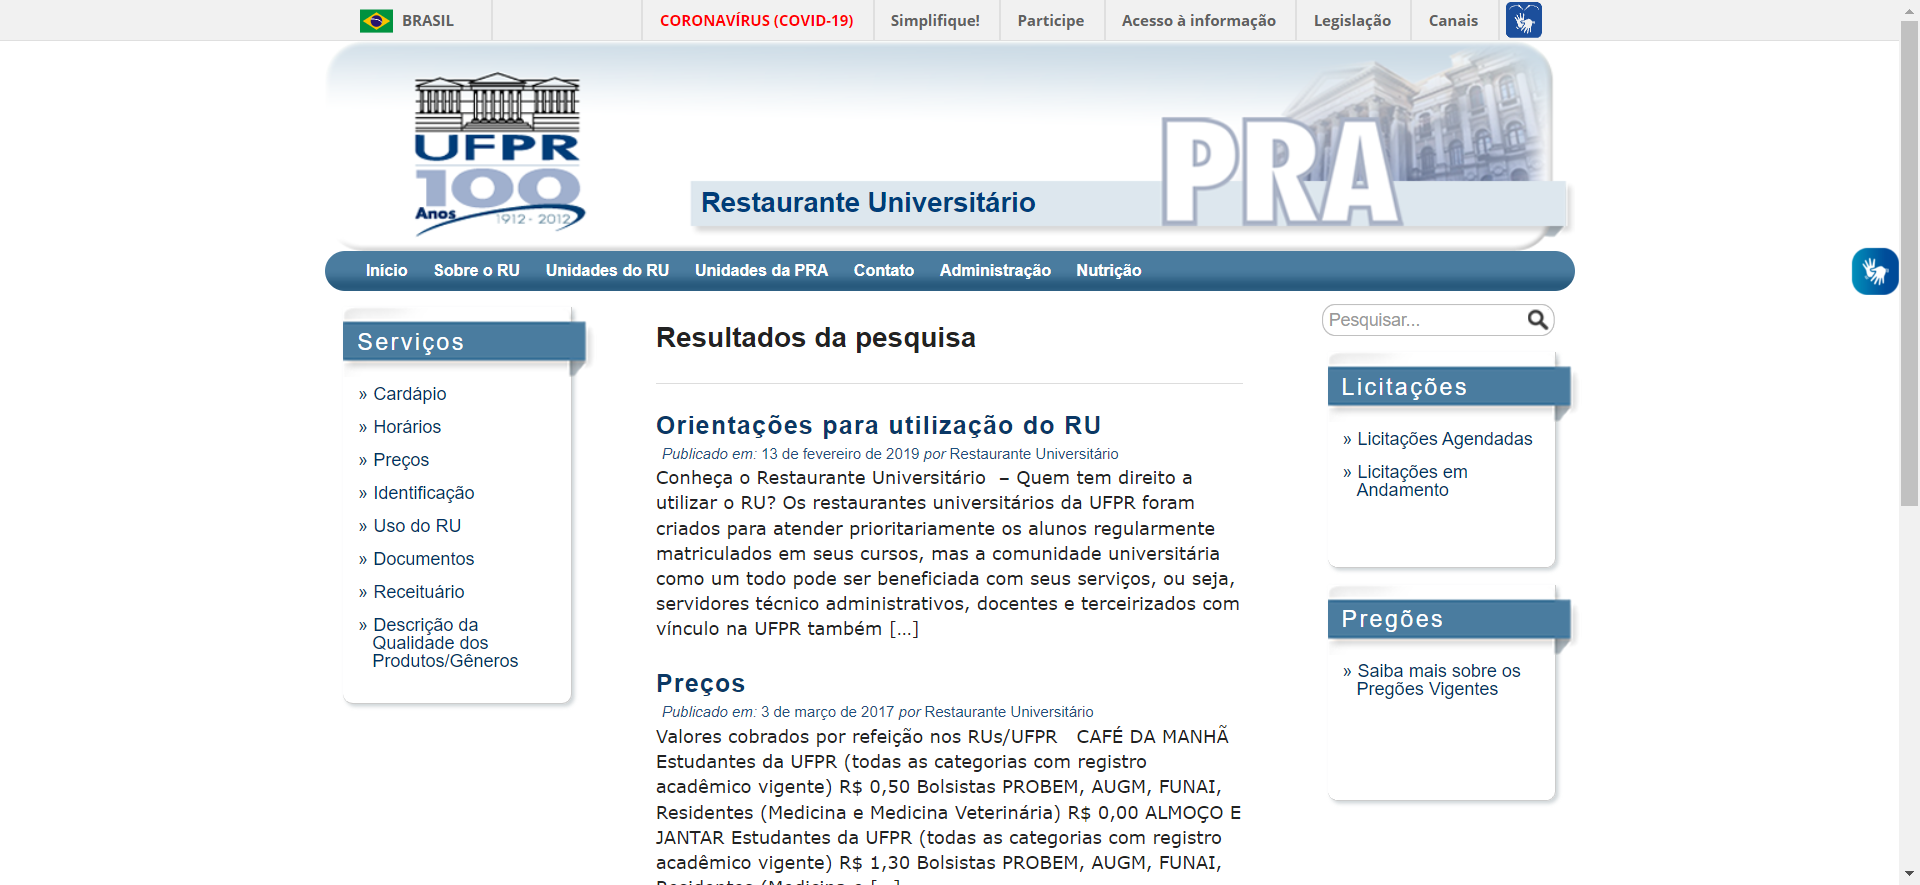 BRASIL
CORONAVÍRUS (COVID-19)
Simplifique!
Participe
Acesso à informação
Legislação
Canais
UFPR
100
Anos
1912 - 2012
PRA
Restaurante Universitário
Início
Sobre o RU
Unidades do RU
Unidades da PRA
Contato
Administração
Nutrição
Serviços
» Cardápio
» Horários
» Preços
» Identificação
» Uso do RU
» Documentos
» Receituário
» Descrição da
Qualidade dos
Produtos/Gêneros
Resultados da pesquisa
Orientações para utilização do RU
Publicado em: 13 de fevereiro de 2019 por Restaurante Universitário
Conheça o Restaurante Universitário – Quem tem direito a
utilizar o RU? Os restaurantes universitários da UFPR foram
criados para atender prioritariamente os alunos regularmente
matriculados em seus cursos, mas a comunidade universitária
como um todo pode ser beneficiada com seus serviços, ou seja,
servidores técnico administrativos, docentes e terceirizados com
vínculo na UFPR também [...]
Preços
Publicado em: 3 de março de 2017 por Restaurante Universitário
Valores cobrados por refeição nos RUs/UFPR CAFÉ DA MANHÃ
Estudantes da UFPR (todas as categorias com registro
acadêmico vigente) R$ 0,50 Bolsistas PROBEM, AUGM, FUNAI,
Residentes (Medicina e Medicina Veterinária) R$ 0,00 ALMOÇO E
JANTAR Estudantes da UFPR (todas as categorias com registro
acadêmico vigente) R$ 1,30 Bolsistas PROBEM, AUGM, FUNAI,
Pesquisar...
Licitações
» Licitações Agendadas
» Licitações em
Andamento
Pregões
» Saiba mais sobre os
Pregões Vigentes